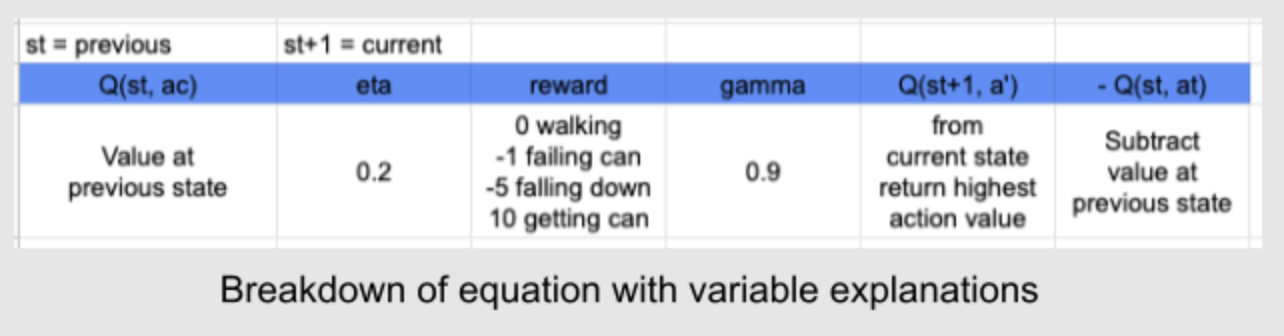 st = previous st+1 = current
Q(st, ac) eta reward gamma Q(st+1, a') - Q(st, at)
Value at
previous state
0.2
0 walking
-1 failing can
-5 falling down
10 getting can
0.9
from
current state
return highest
action value
Subtract
value at
previous state
Breakdown of equation with variable explanations